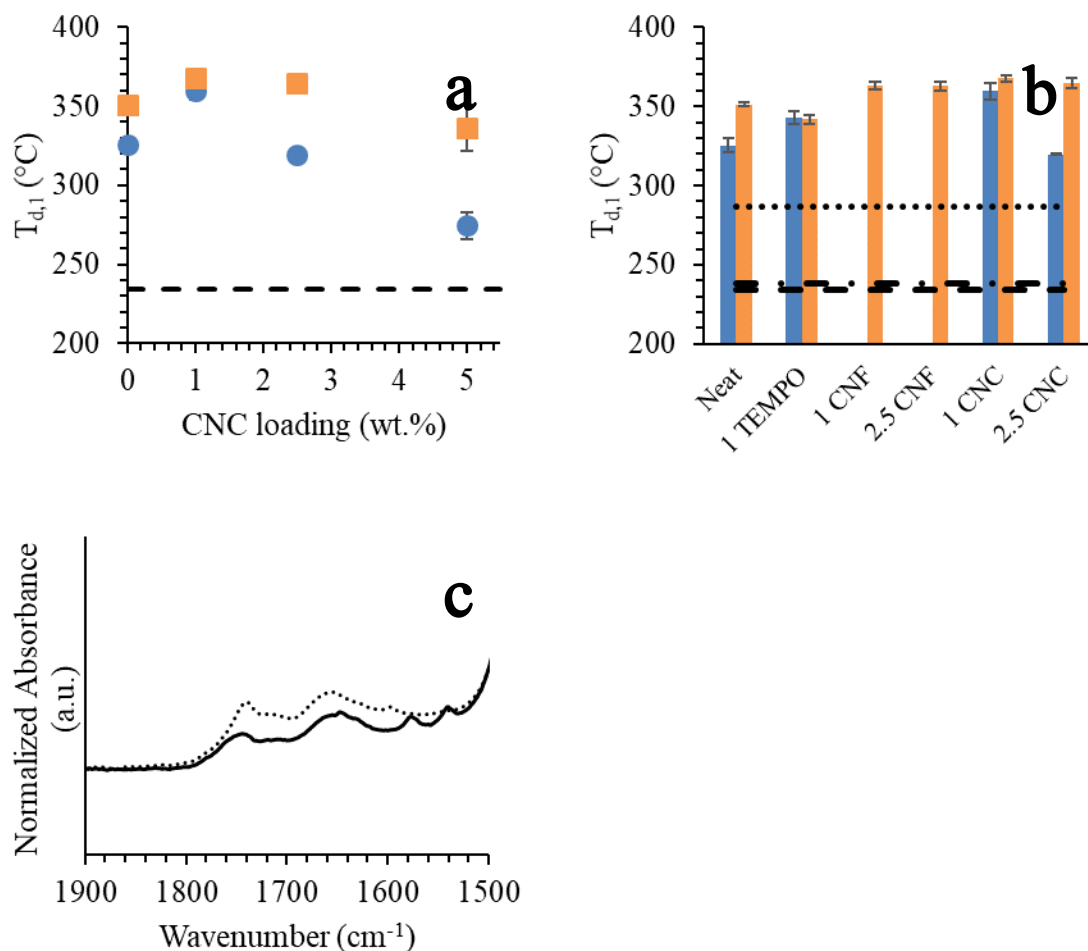 400
350
300
250
200
T_{d,1} (°C)
a
0 1 2 3 4 5
CNC loading (wt.%)
400
350
300
250
200
T_{d,1} (°C)
b
Neat
1 TEMPO
1 CNF
2.5 CNF
1 CNC
2.5 CNC
Normalized Absorbance
(a.u.)
c
1900 1800 1700 1600 1500
Wavenumber (cm⁻¹)